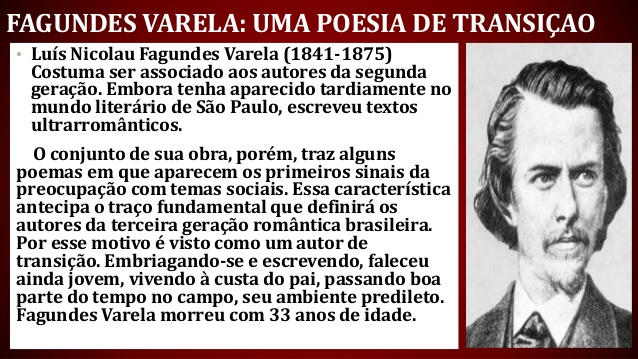 FAGUNDES VARELA: UMA POESIA DE TRANSIÇAO
• Luís Nicolau Fagundes Varela (1841-1875)
Costuma ser associado aos autores da segunda
geração. Embora tenha aparecido tardiamente no
mundo literário de São Paulo, escreveu textos
ultrarromânticos.
O conjunto de sua obra, porém, traz alguns
poemas em que aparecem os primeiros sinais da
preocupação com temas sociais. Essa característica
antecipa o traço fundamental que definirá os
autores da terceira geração romântica brasileira.
Por esse motivo é visto como um autor de
transição. Embriagando-se e escrevendo, faleceu
ainda jovem, vivendo à custa do pai, passando boa
parte do tempo no campo, seu ambiente predileto.
Fagundes Varela morreu com 33 anos de idade.